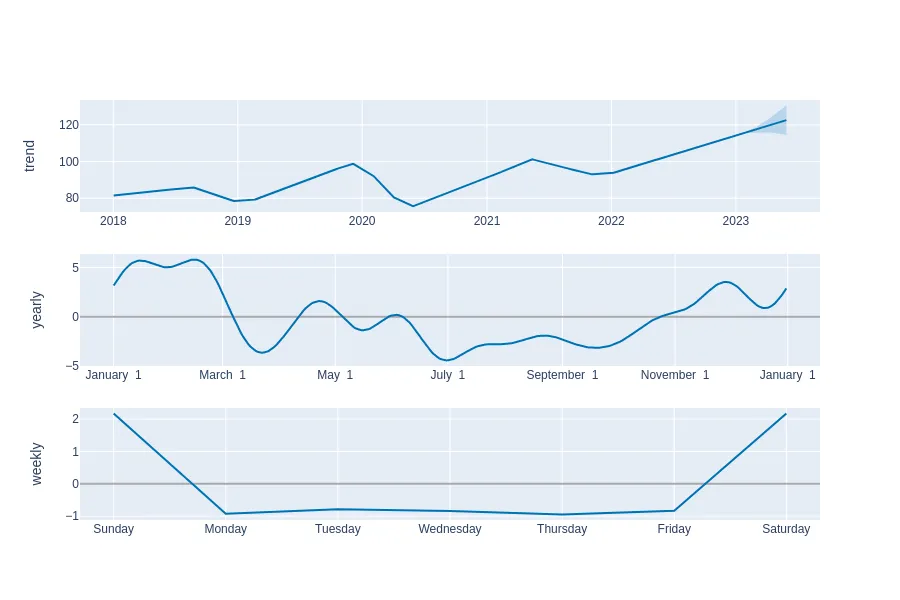 trend
120
100
80
2018 2019 2020 2021 2022 2023
yearly
5
0
−5
January 1 March 1 May 1 July 1 September 1 November 1 January 1
weekly
2
1
0
−1
Sunday Monday Tuesday Wednesday Thursday Friday Saturday